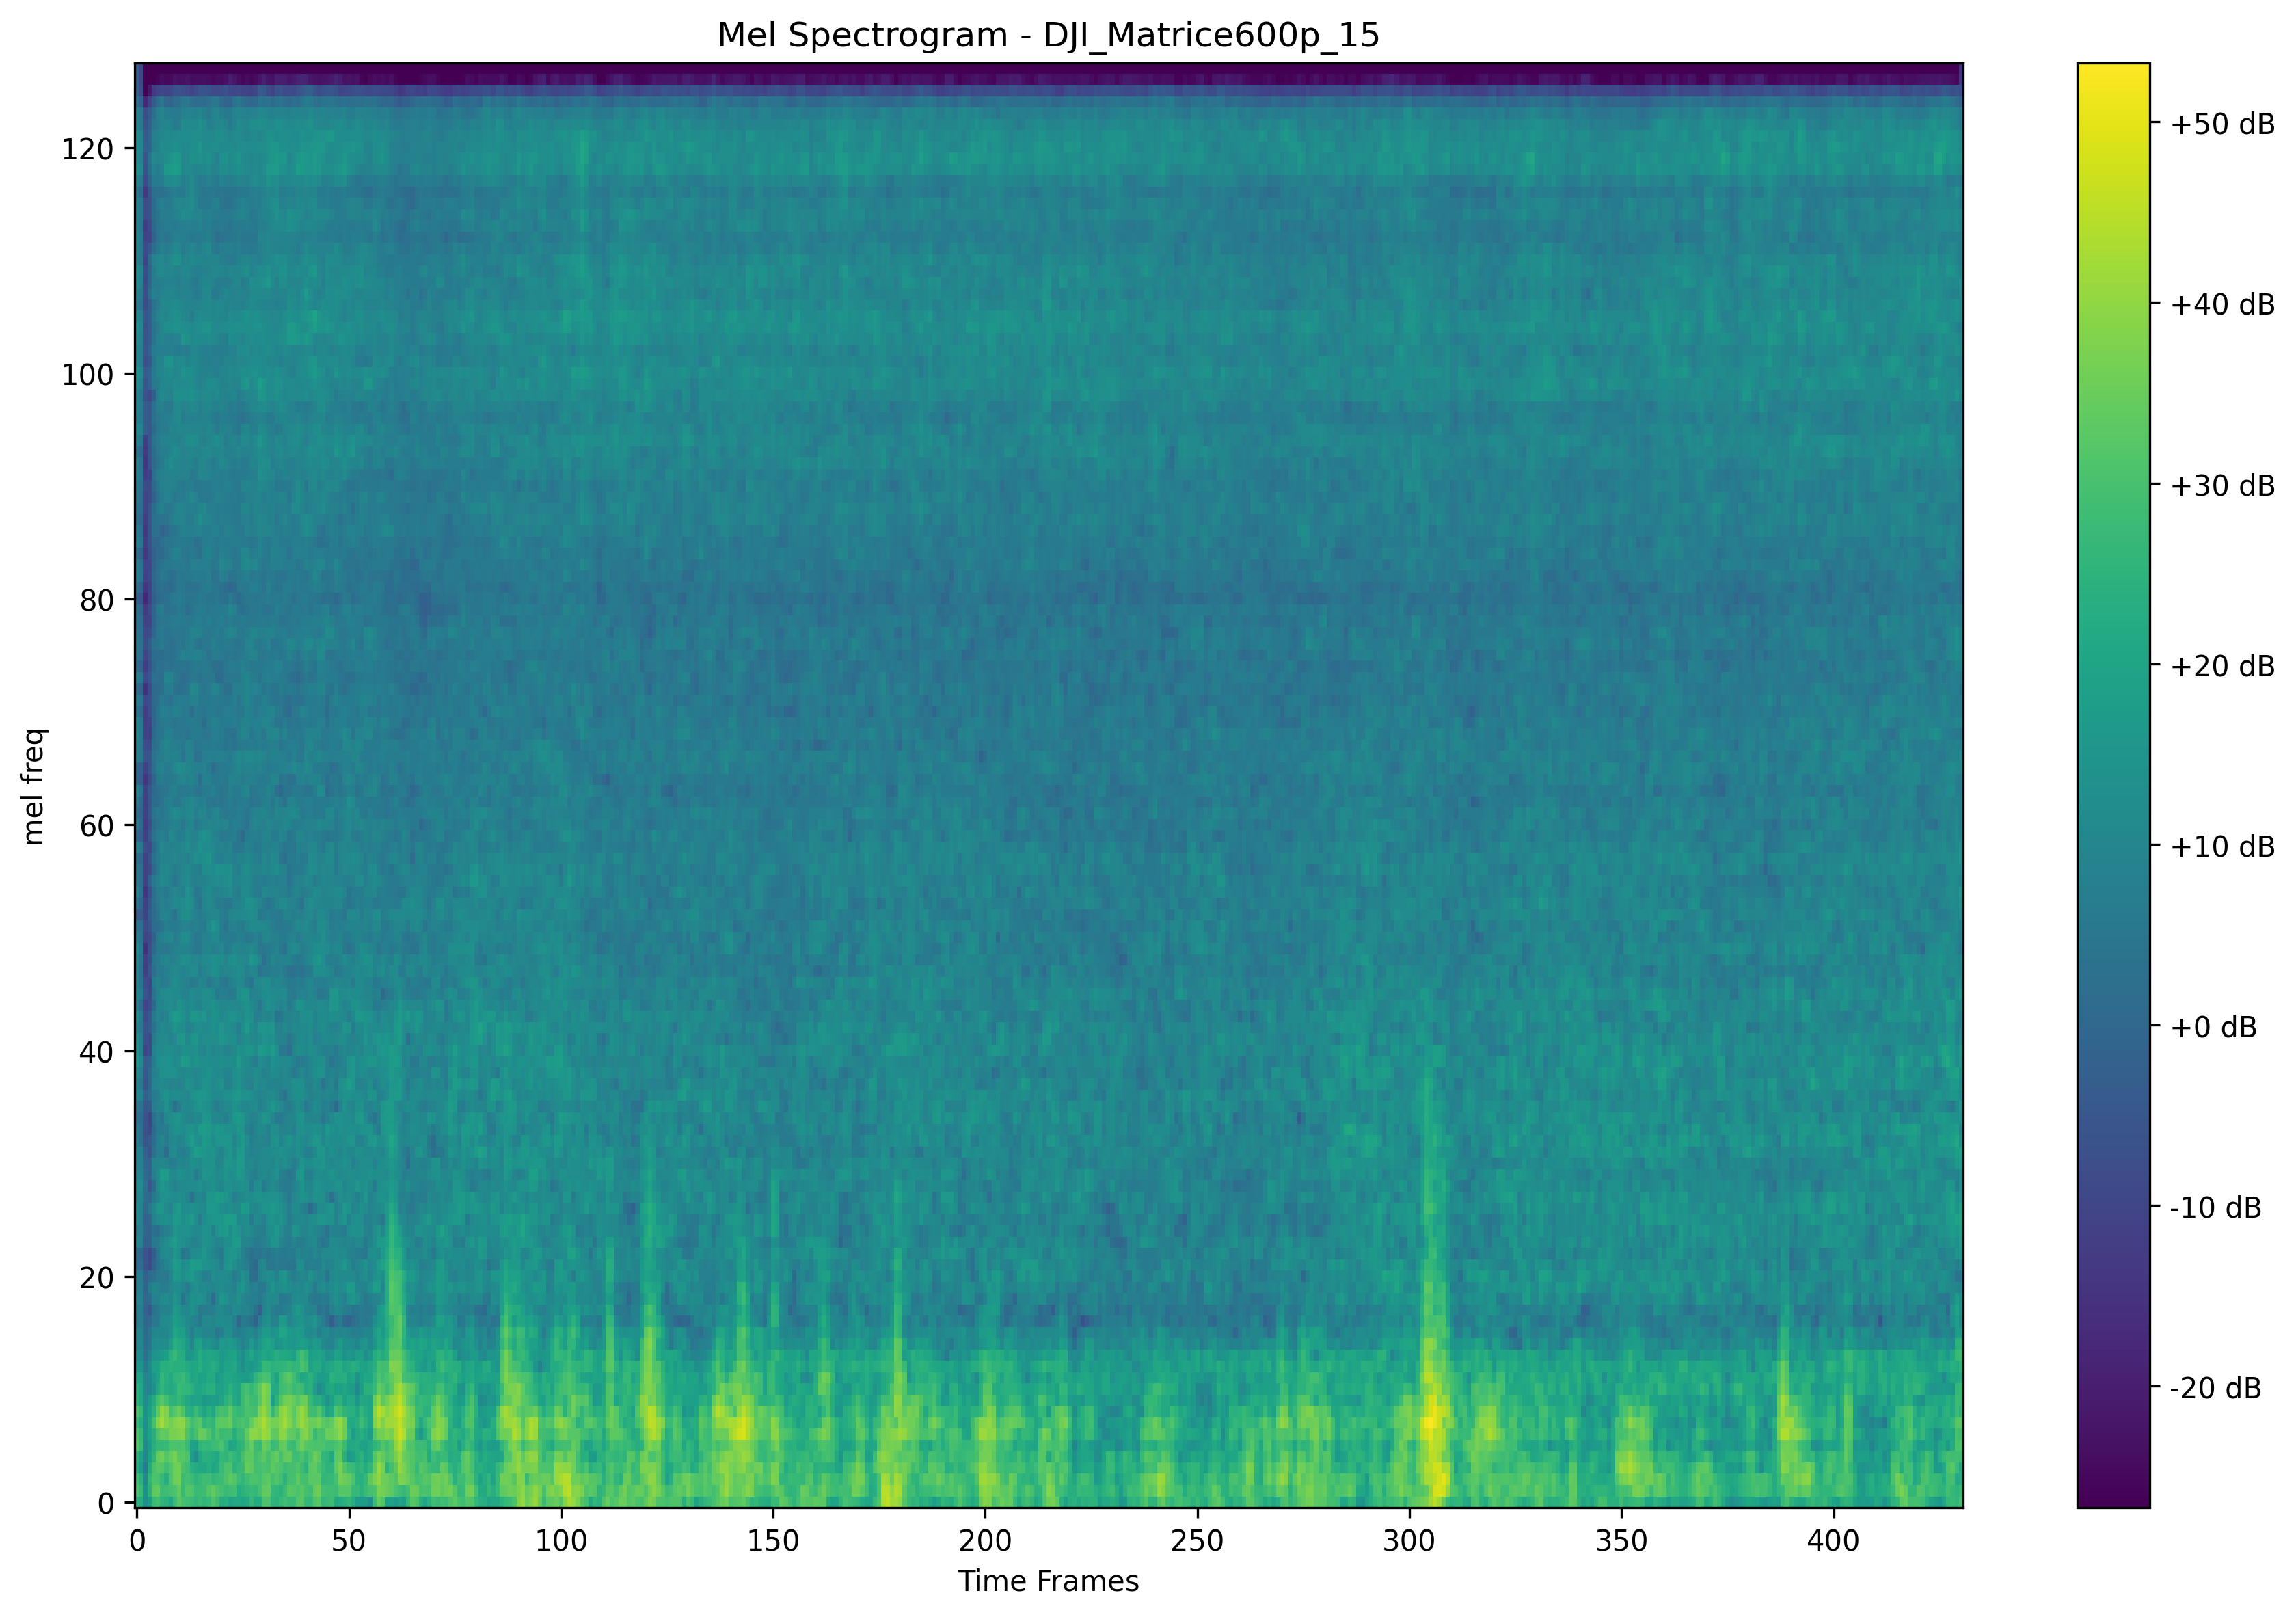 Mel Spectrogram - DJI_Matrice600p_15
mel freq
120
100
80
60
40
20
0
0 50 100 150 200 250 300 350 400
Time Frames
+50 dB
+40 dB
+30 dB
+20 dB
+10 dB
+0 dB
-10 dB
-20 dB